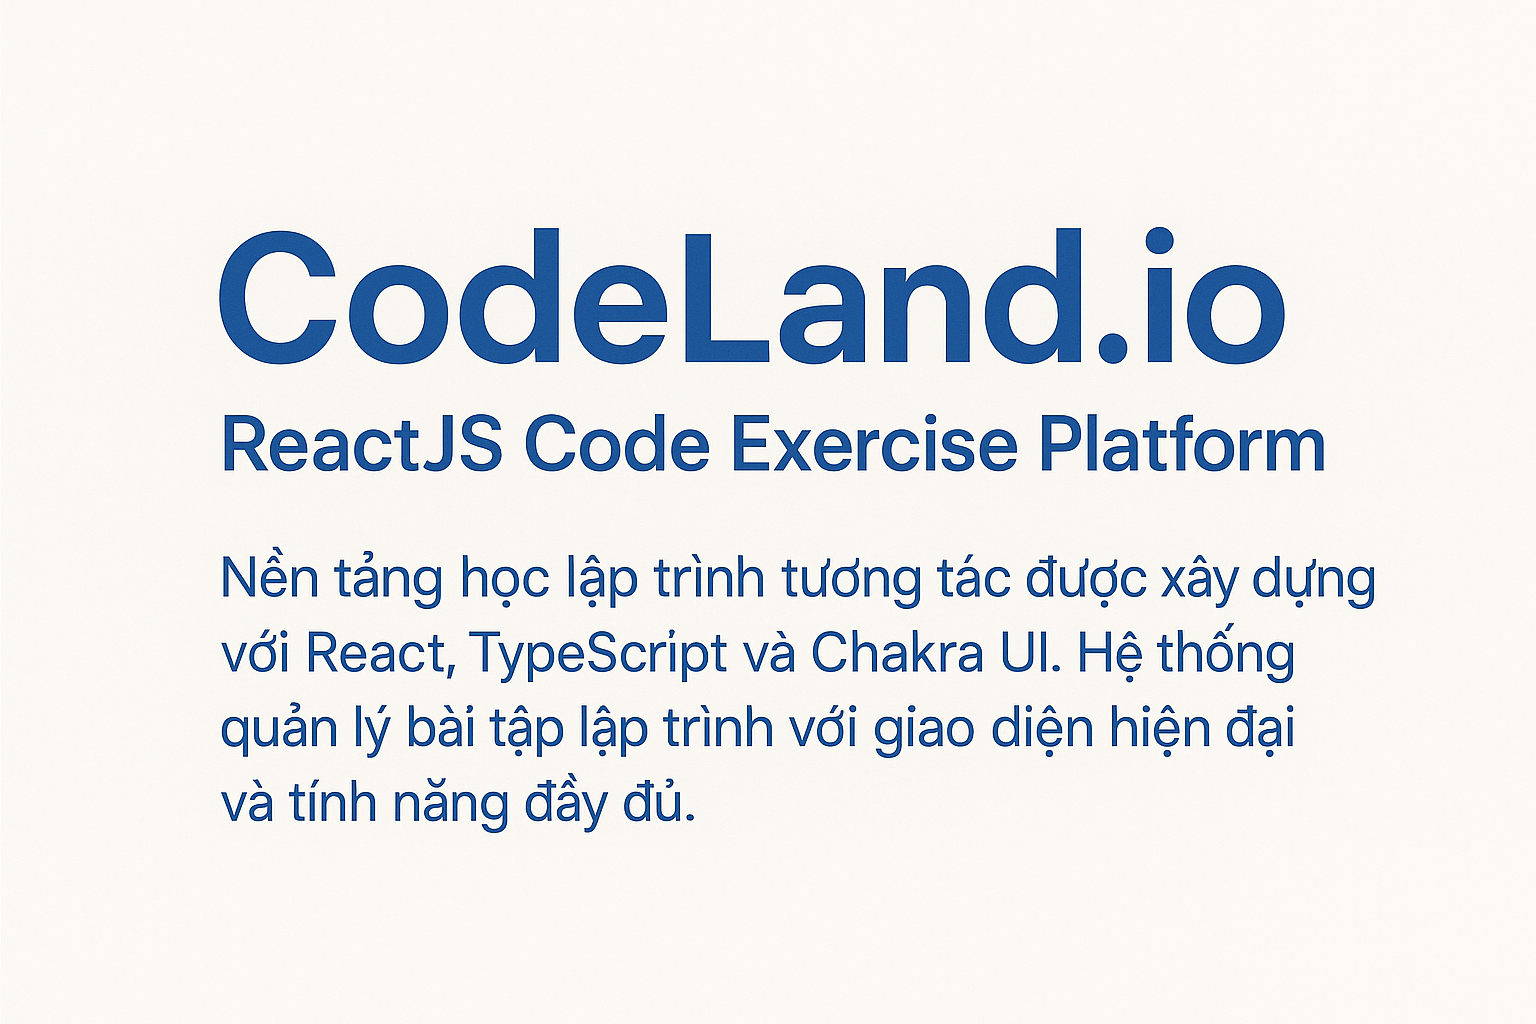 CodeLand.io
ReactJS Code Exercise Platform
Nền tảng học lập trình tương tác được xây dựng
với React, TypeScript và Chakra UI. Hệ thống
quản lý bài tập lập trình với giao diện hiện đại
và tính năng đầy đủ.